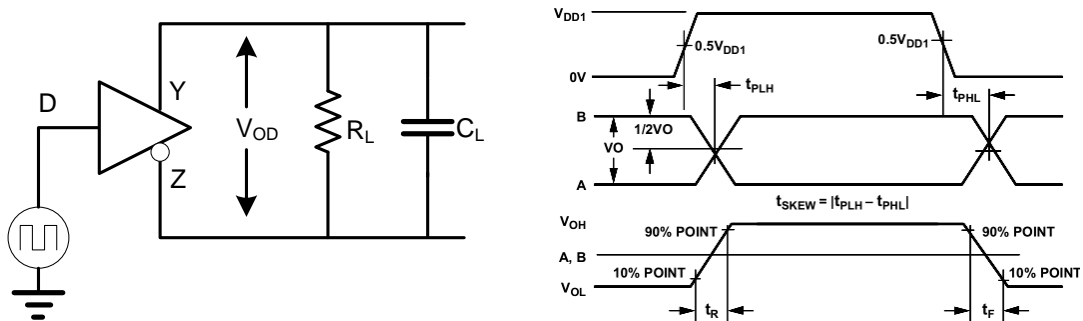 D
Y
Z
V_OD
R_L
C_L
V_DD1
0.5V_DD1
0.5V_DD1
0V
t_PLH
t_PHL
B
1/2VO
VO
A
t_SKEW = |t_PLH – t_PHL|
V_OH
90% POINT
90% POINT
A, B
10% POINT
10% POINT
V_OL
t_R
t_F